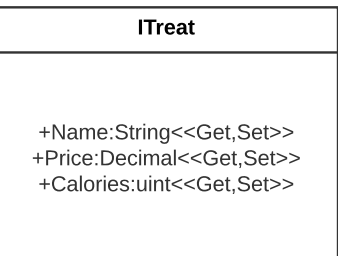 ITreat
+Name:String<<Get,Set>>
+Price:Decimal<<Get,Set>>
+Calories:uint<<Get,Set>>